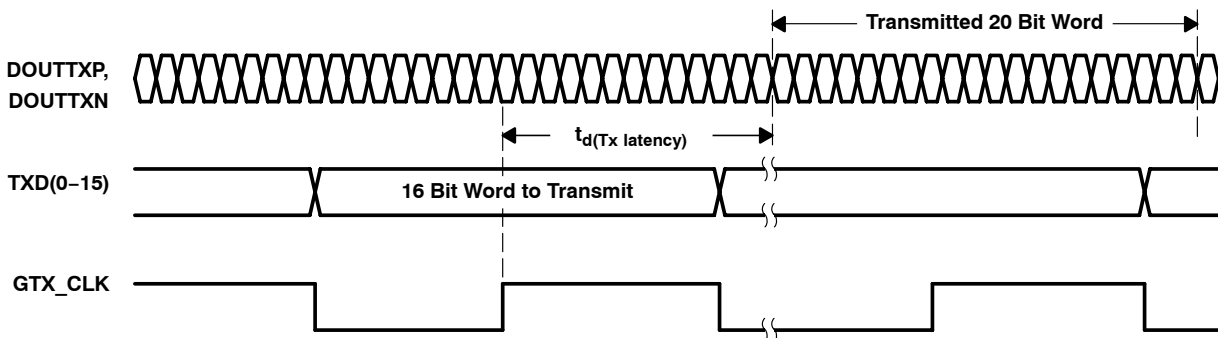 Transmitted 20 Bit Word
DOUTTXP,
DOUTTXN
td(Tx latency)
TXD(0−15)
16 Bit Word to Transmit
GTX_CLK